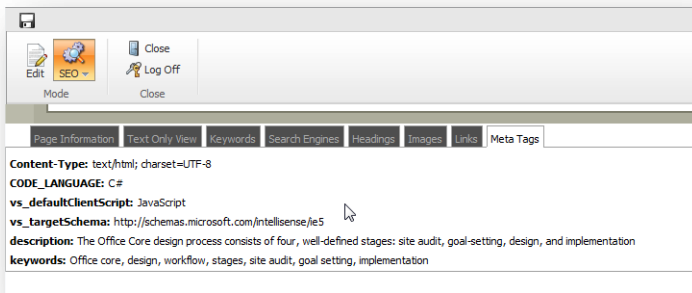 Edit
SEO
Close
Log Off
Mode
Close
Page Information Text Only View Keywords Search Engines Headings Images Links Meta Tags
Content-Type: text/html; charset=UTF-8
CODE_LANGUAGE: C#
vs_defaultClientScript: JavaScript
vs_targetSchema: http://schemas.microsoft.com/intellisense/ie5
description: The Office Core design process consists of four, well-defined stages: site audit, goal-setting, design, and implementation
keywords: Office core, design, workflow, stages, site audit, goal setting, implementation